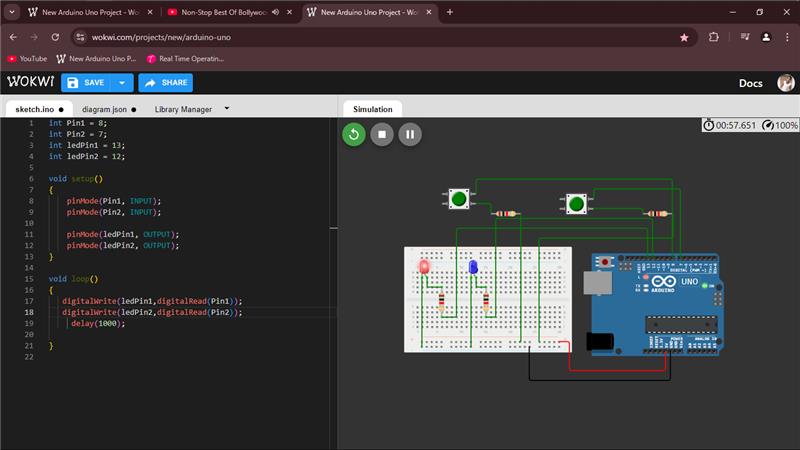 New Arduino Uno Project - Wo
Non-Stop Best Of Bollywoo
New Arduino Uno Project - Wo
wokwi.com/projects/new/arduino-uno
YouTube
New Arduino Uno P...
Real Time Operatin...
WOKWI
SAVE
SHARE
Docs
sketch.ino
diagram.json
Library Manager
Simulation
00:57.651
100%
1 int Pin1 = 8;
2 int Pin2 = 7;
3 int ledPin1 = 13;
4 int ledPin2 = 12;
5
6 void setup()
7 {
8 pinMode(Pin1, INPUT);
9 pinMode(Pin2, INPUT);
10
11 pinMode(ledPin1, OUTPUT);
12 pinMode(ledPin2, OUTPUT);
13 }
14
15 void loop()
16 {
17 digitalWrite(ledPin1,digitalRead(Pin1));
18 digitalWrite(ledPin2,digitalRead(Pin2));
19 delay(1000);
20
21 }
22
DIGITAL (PWM ~)
L
TX
RX
UNO
ON
ARDUINO
POWER
ANALOG IN